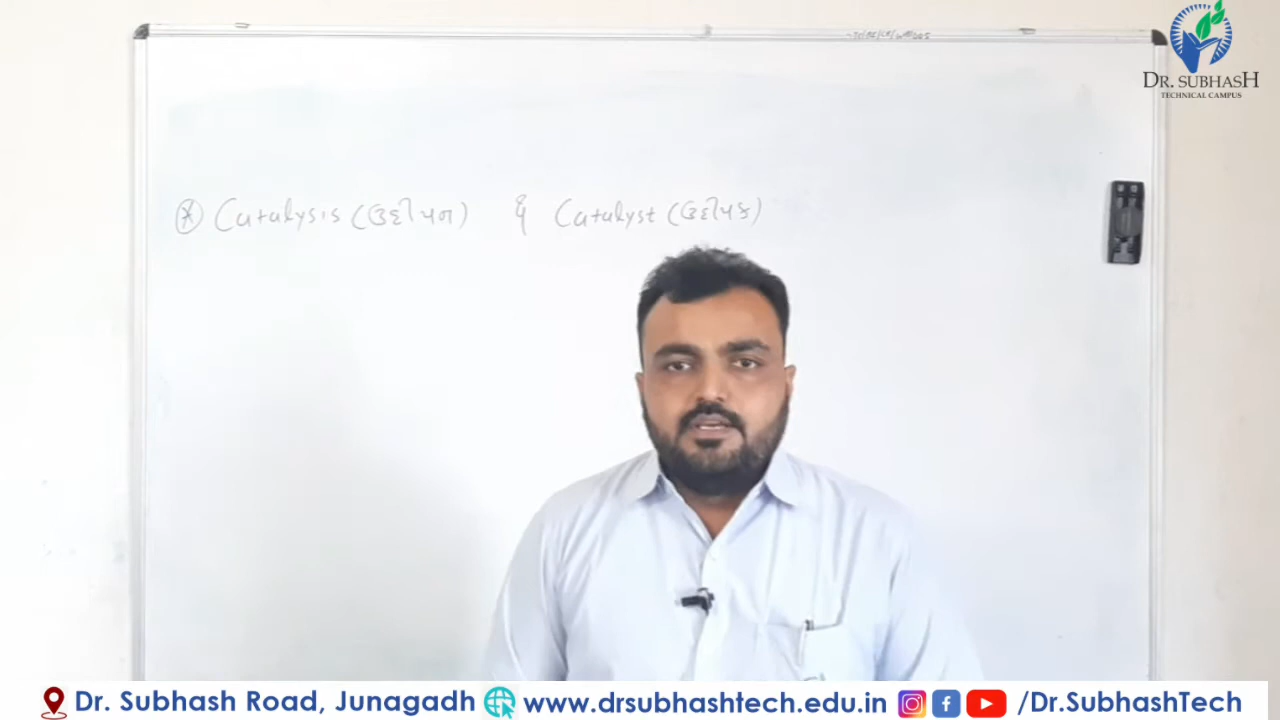 DR. SUBHASH
TECHNICAL CAMPUS
* Catalysis (ઉદ્દીપન) & Catalyst (ઉદ્દીપક)
Dr. Subhash Road, Junagadh www.drsubhashtech.edu.in /Dr.SubhashTech